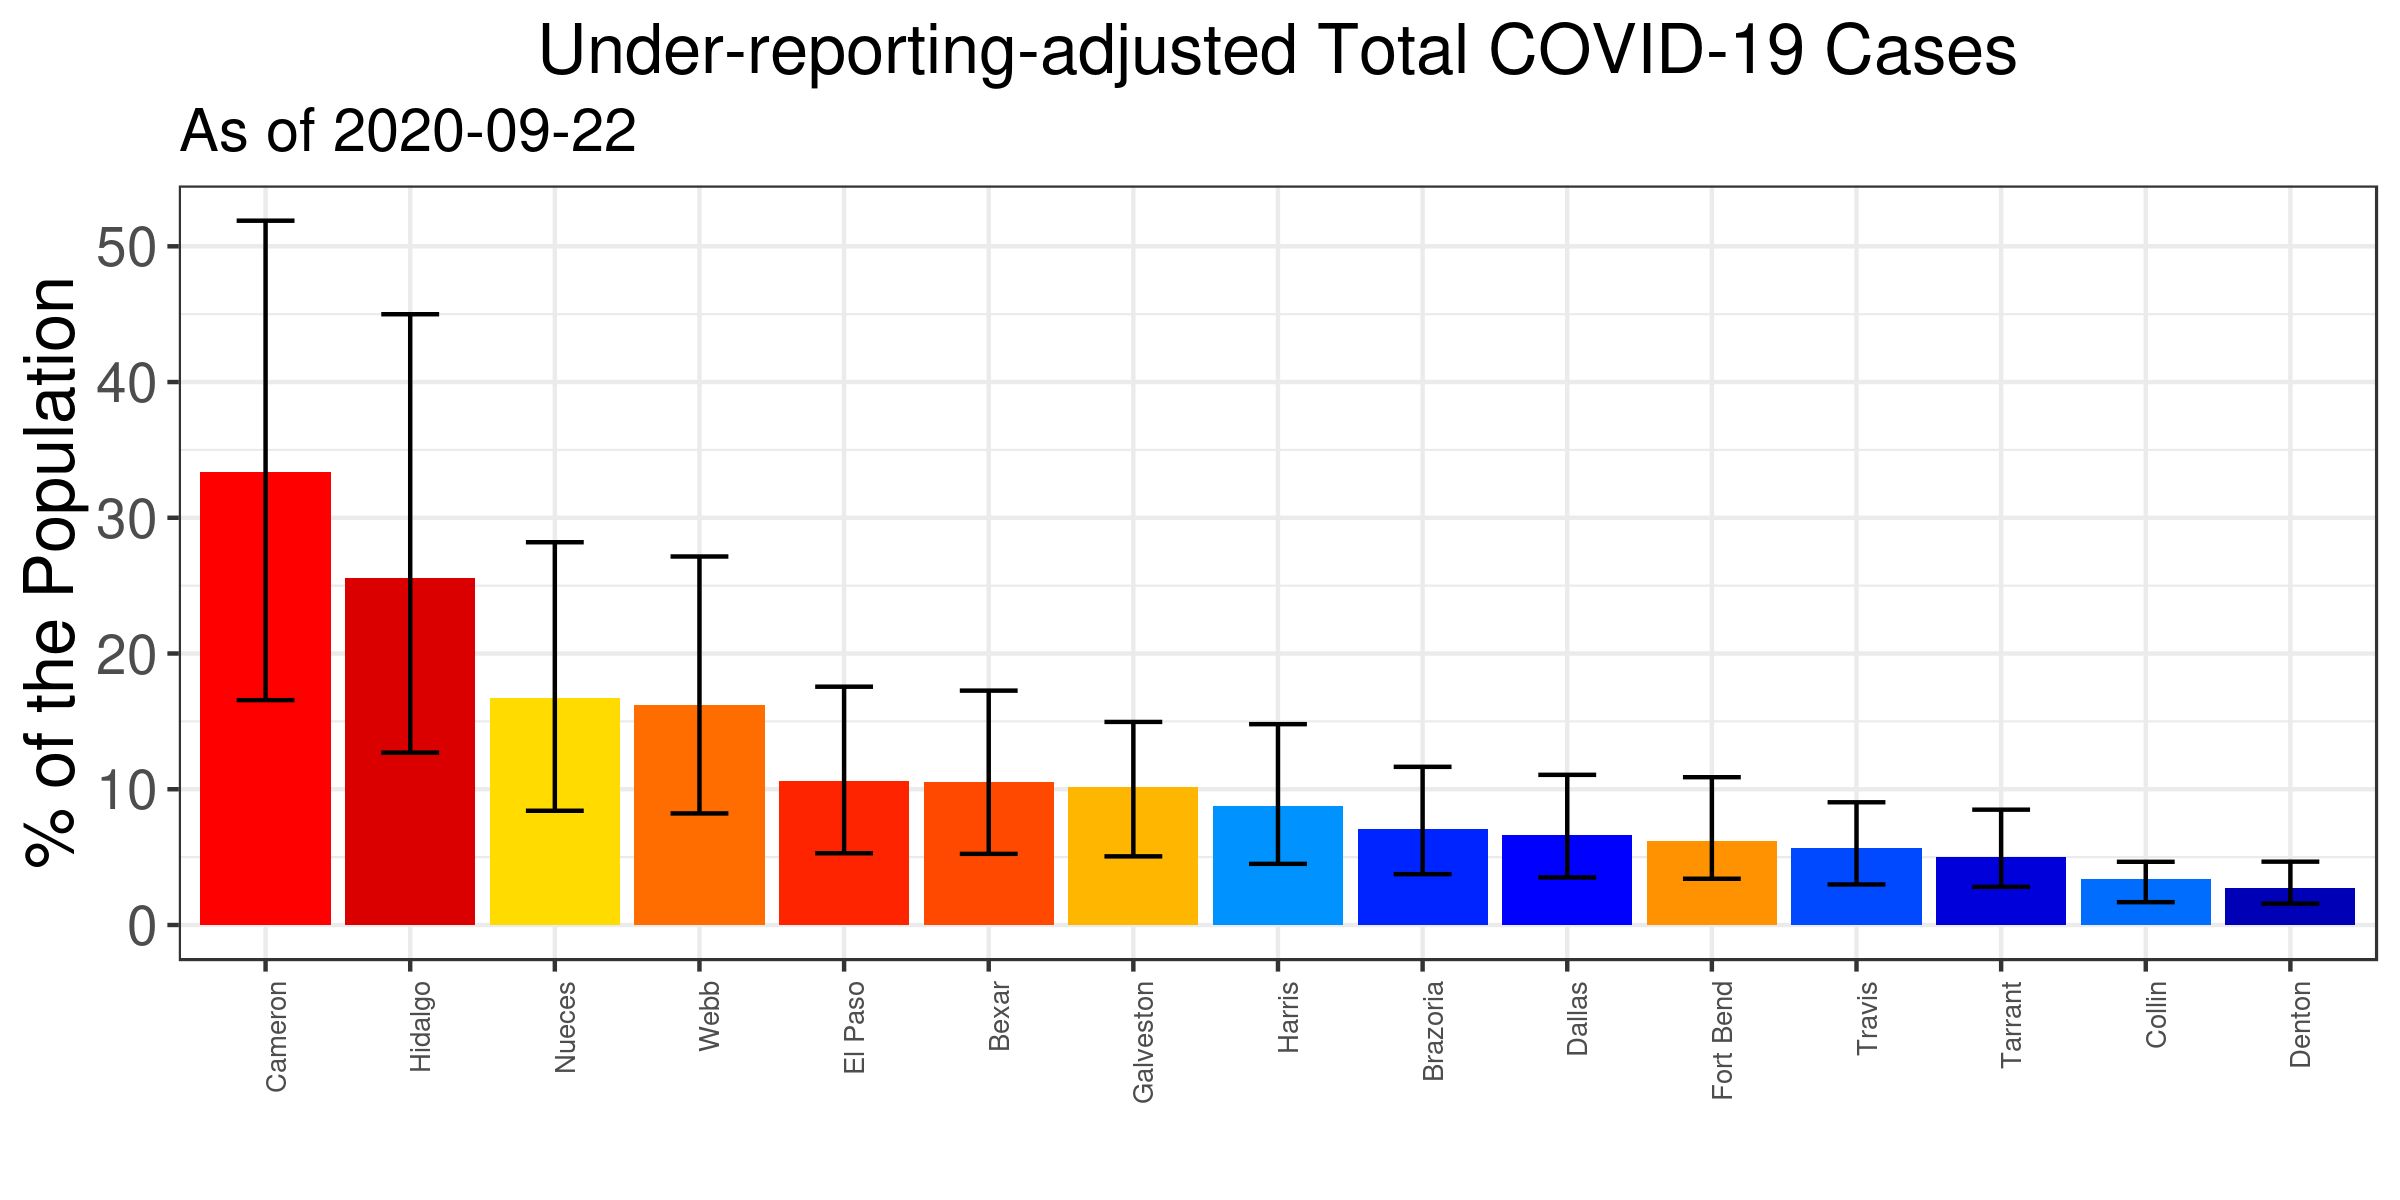 Under-reporting-adjusted Total COVID-19 Cases
As of 2020-09-22
% of the Population
50
40
30
20
10
0
Cameron
Hidalgo
Nueces
Webb
El Paso
Bexar
Galveston
Harris
Brazoria
Dallas
Fort Bend
Travis
Tarrant
Collin
Denton